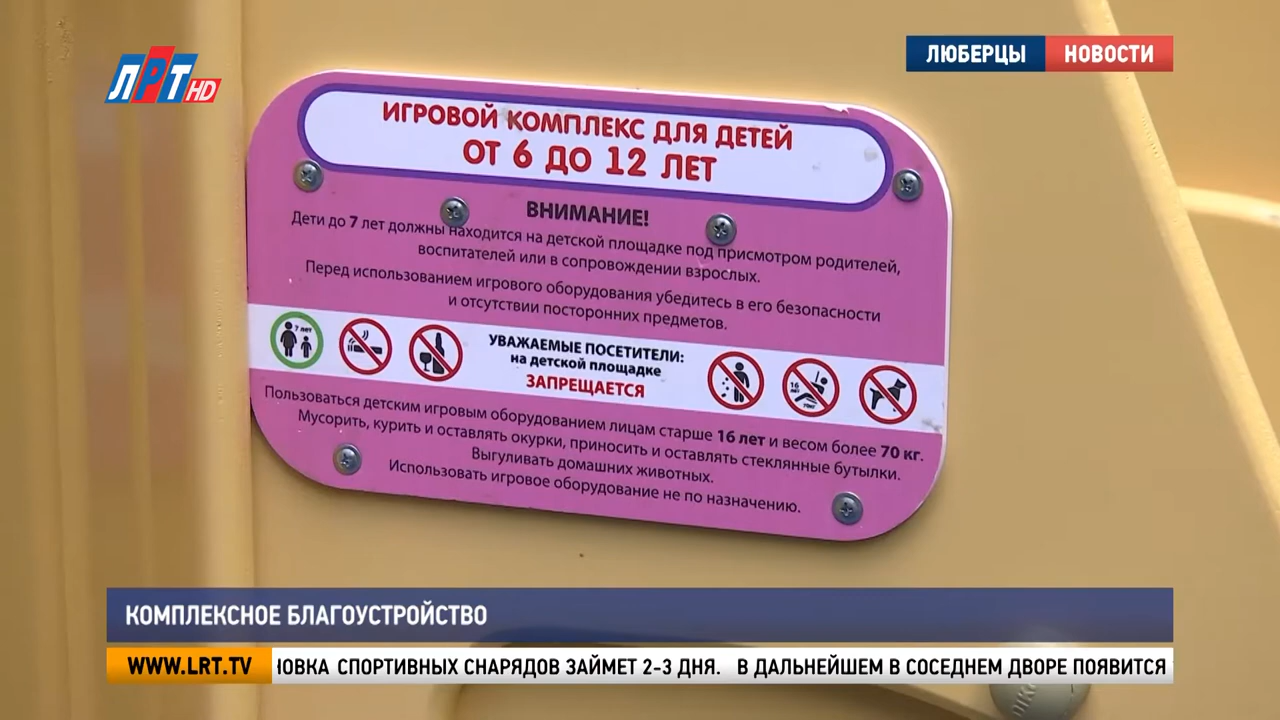 ЛРТ HD
ЛЮБЕРЦЫ НОВОСТИ
ИГРОВОЙ КОМПЛЕКС ДЛЯ ДЕТЕЙ
ОТ 6 ДО 12 ЛЕТ
ВНИМАНИЕ!
Дети до 7 лет должны находится на детской площадке под присмотром родителей,
воспитателей или в сопровождении взрослых.
Перед использованием игрового оборудования убедитесь в его безопасности
и отсутствии посторонних предметов.
7 лет
УВАЖАЕМЫЕ ПОСЕТИТЕЛИ:
на детской площадке
ЗАПРЕЩАЕТСЯ
16 лет
70кг
Пользоваться детским игровым оборудованием лицам старше 16 лет и весом более 70 кг.
Мусорить, курить и оставлять окурки, приносить и оставлять стеклянные бутылки.
Выгуливать домашних животных.
Использовать игровое оборудование не по назначению.
КОМПЛЕКСНОЕ БЛАГОУСТРОЙСТВО
WWW.LRT.TV НОВКА СПОРТИВНЫХ СНАРЯДОВ ЗАЙМЕТ 2-3 ДНЯ. В ДАЛЬНЕЙШЕМ В СОСЕДНЕМ ДВОРЕ ПОЯВИТСЯ